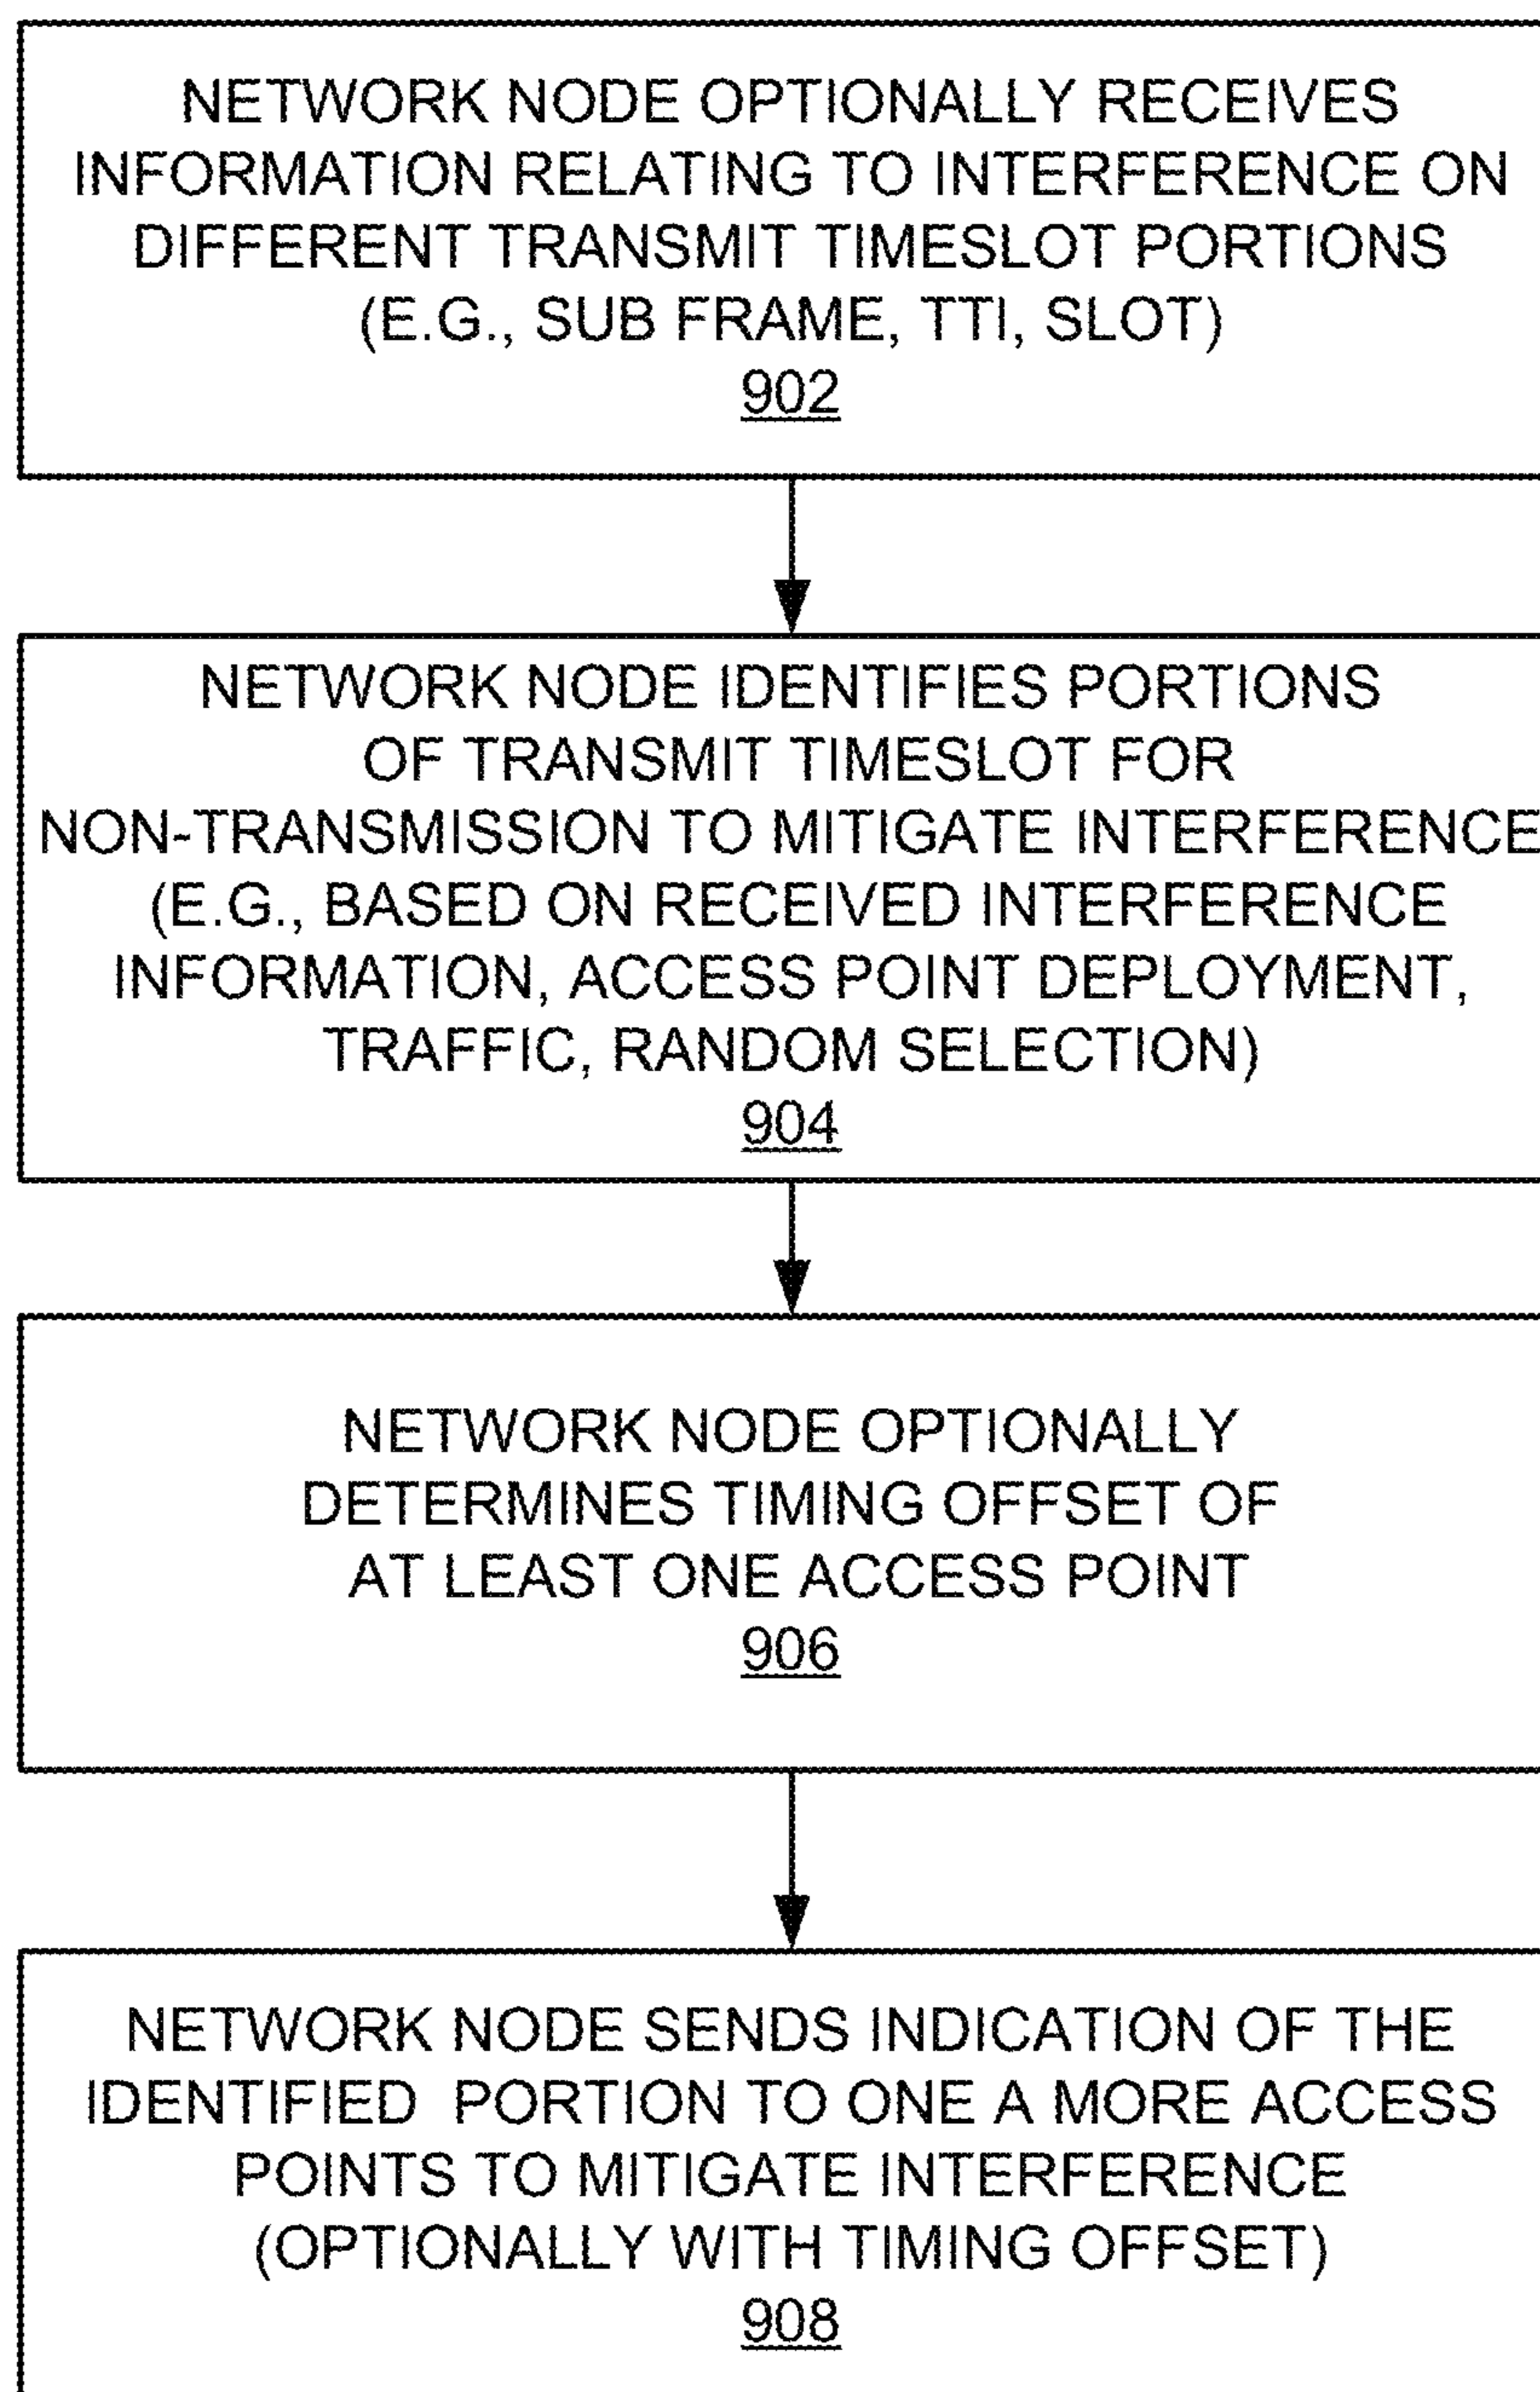 NETWORK NODE OPTIONALLY RECEIVES
INFORMATION RELATING TO INTERFERENCE ON
DIFFERENT TRANSMIT TIMESLOT PORTIONS
(E.G., SUB FRAME, TTI, SLOT)
902
NETWORK NODE IDENTIFIES PORTIONS
OF TRANSMIT TIMESLOT FOR
NON-TRANSMISSION TO MITIGATE INTERFERENCE
(E.G., BASED ON RECEIVED INTERFERENCE
INFORMATION, ACCESS POINT DEPLOYMENT,
TRAFFIC, RANDOM SELECTION)
904
NETWORK NODE OPTIONALLY
DETERMINES TIMING OFFSET OF
AT LEAST ONE ACCESS POINT
906
NETWORK NODE SENDS INDICATION OF THE
IDENTIFIED PORTION TO ONE A MORE ACCESS
POINTS TO MITIGATE INTERFERENCE
(OPTIONALLY WITH TIMING OFFSET)
908